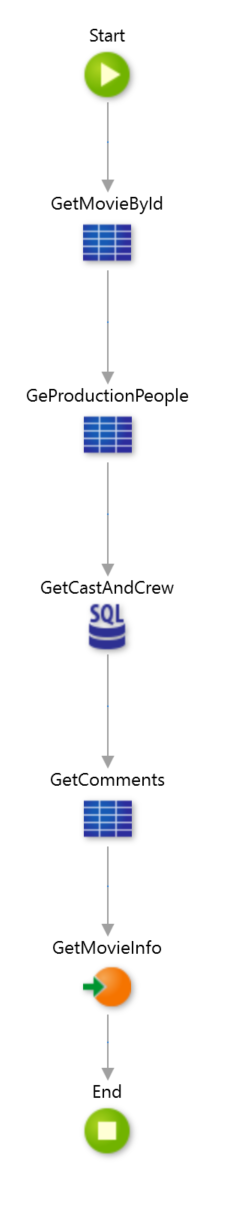 Start
GetMovieById
GeProductionPeople
GetCastAndCrew
SQL
GetComments
GetMovieInfo
End